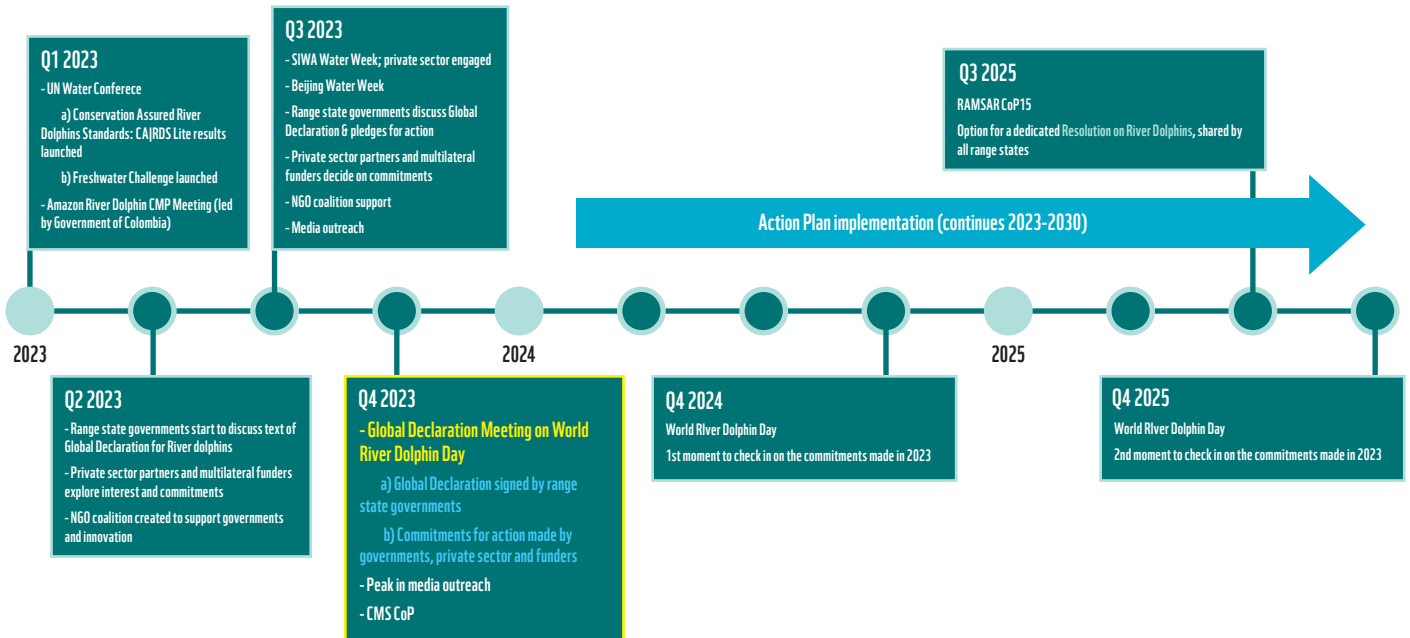 Q1 2023
- UN Water Conferece
a) Conservation Assured River
Dolphins Standards: CA|RDS Lite results
launched
b) Freshwater Challenge launched
- Amazon River Dolphin CMP Meeting (led
by Government of Colombia)
Q3 2023
- SIWA Water Week; private sector engaged
- Beijing Water Week
- Range state governments discuss Global
Declaration & pledges for action
- Private sector partners and multilateral
funders decide on commitments
- NGO coalition support
- Media outreach
Q3 2025
RAMSAR CoP15
Option for a dedicated Resolution on River Dolphins, shared by
all range states
Action Plan implementation (continues 2023-2030)
2023
2024
2025
Q2 2023
- Range state governments start to discuss text of
Global Declaration for River dolphins
- Private sector partners and multilateral funders
explore interest and commitments
- NGO coalition created to support governments
and innovation
Q4 2023
- Global Declaration Meeting on World
River Dolphin Day
a) Global Declaration signed by range
state governments
b) Commitments for action made by
governments, private sector and funders
- Peak in media outreach
- CMS CoP
Q4 2024
World RIver Dolphin Day
1st moment to check in on the commitments made in 2023
Q4 2025
World RIver Dolphin Day
2nd moment to check in on the commitments made in 2023